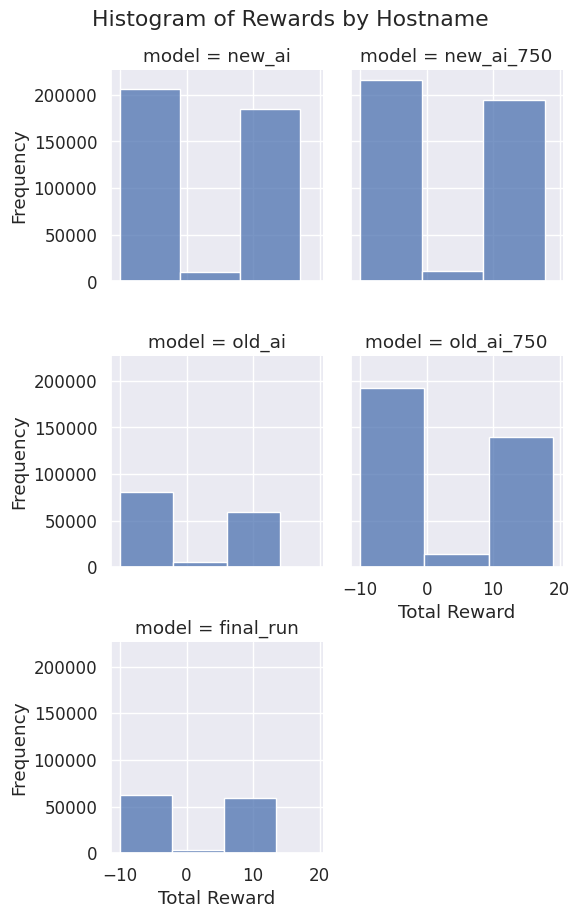 Histogram of Rewards by Hostname
model = new_ai
model = new_ai_750
200000
150000
100000
50000
0
Frequency
model = old_ai
model = old_ai_750
200000
150000
100000
50000
0
Frequency
−10 0 10 20
Total Reward
model = final_run
200000
150000
100000
50000
0
Frequency
−10 0 10 20
Total Reward